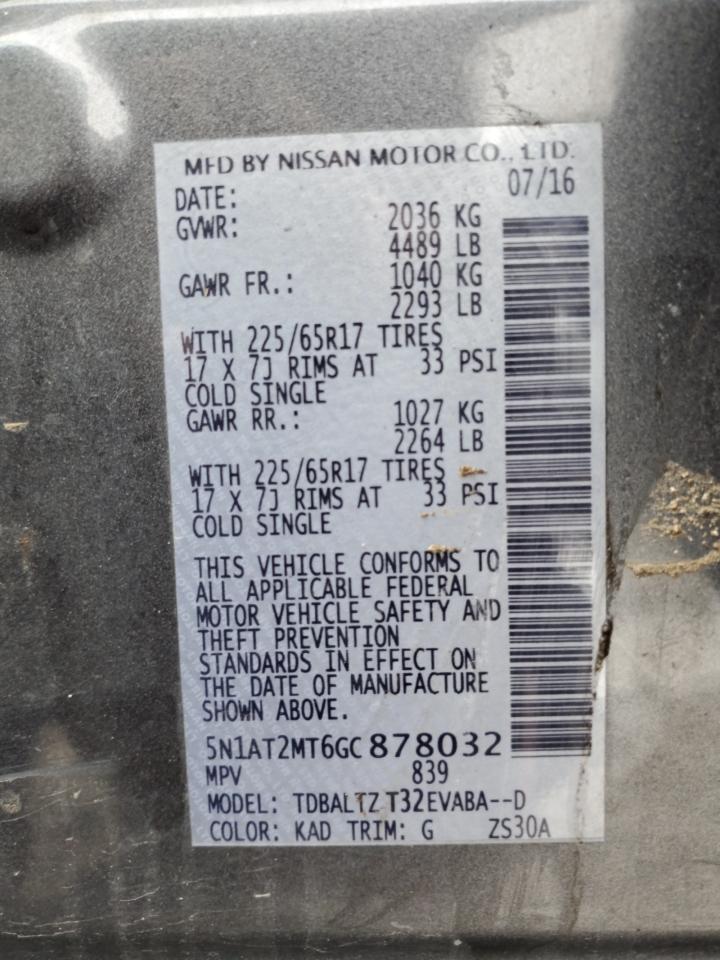 MFD BY NISSAN MOTOR CO., LTD.
DATE: 07/16
GVWR: 2036 KG
4489 LB
GAWR FR.: 1040 KG
2293 LB
WITH 225/65R17 TIRES
17 X 7J RIMS AT 33 PSI
COLD SINGLE
GAWR RR.: 1027 KG
2264 LB
WITH 225/65R17 TIRES
17 X 7J RIMS AT 33 PSI
COLD SINGLE
THIS VEHICLE CONFORMS TO
ALL APPLICABLE FEDERAL
MOTOR VEHICLE SAFETY AND
THEFT PREVENTION
STANDARDS IN EFFECT ON
THE DATE OF MANUFACTURE
SHOWN ABOVE.
5N1AT2MT6GC878032
MPV 839
MODEL: TDBALTZ T32EVABA--D
COLOR: KAD TRIM: G ZS30A